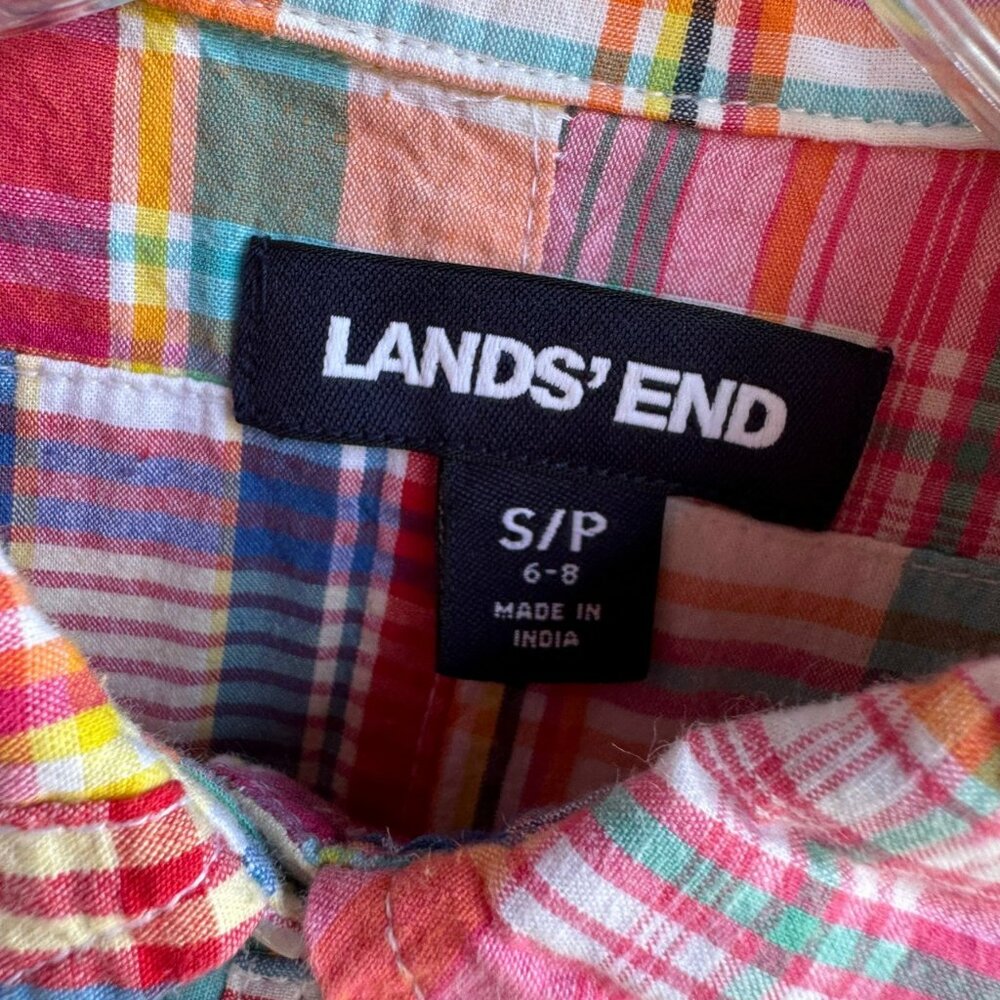 LANDS' END
S/P
6-8
MADE IN
INDIA